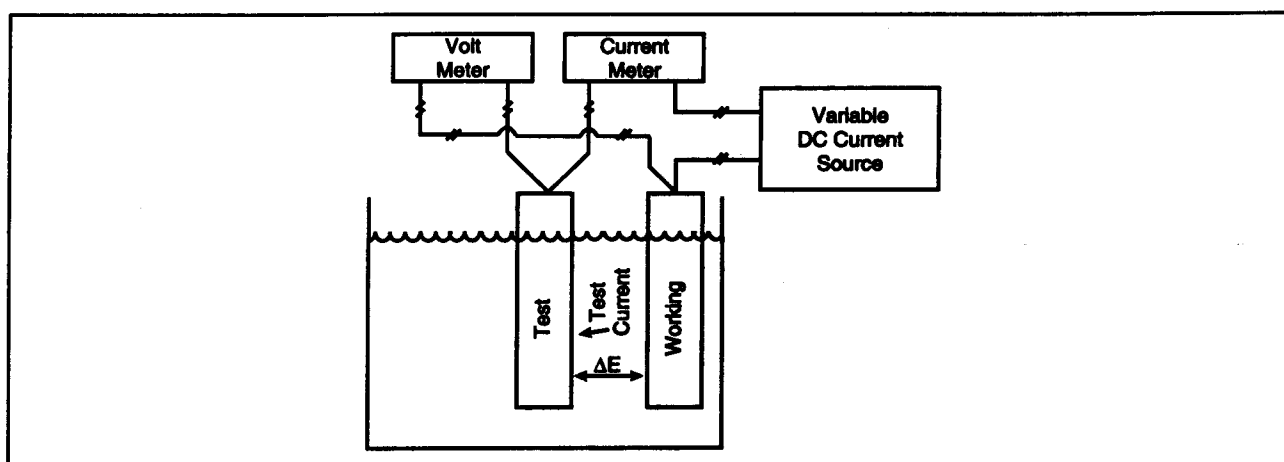 Volt
Meter
Current
Meter
Variable
DC Current
Source
Test
Test
Current
ΔE
Working